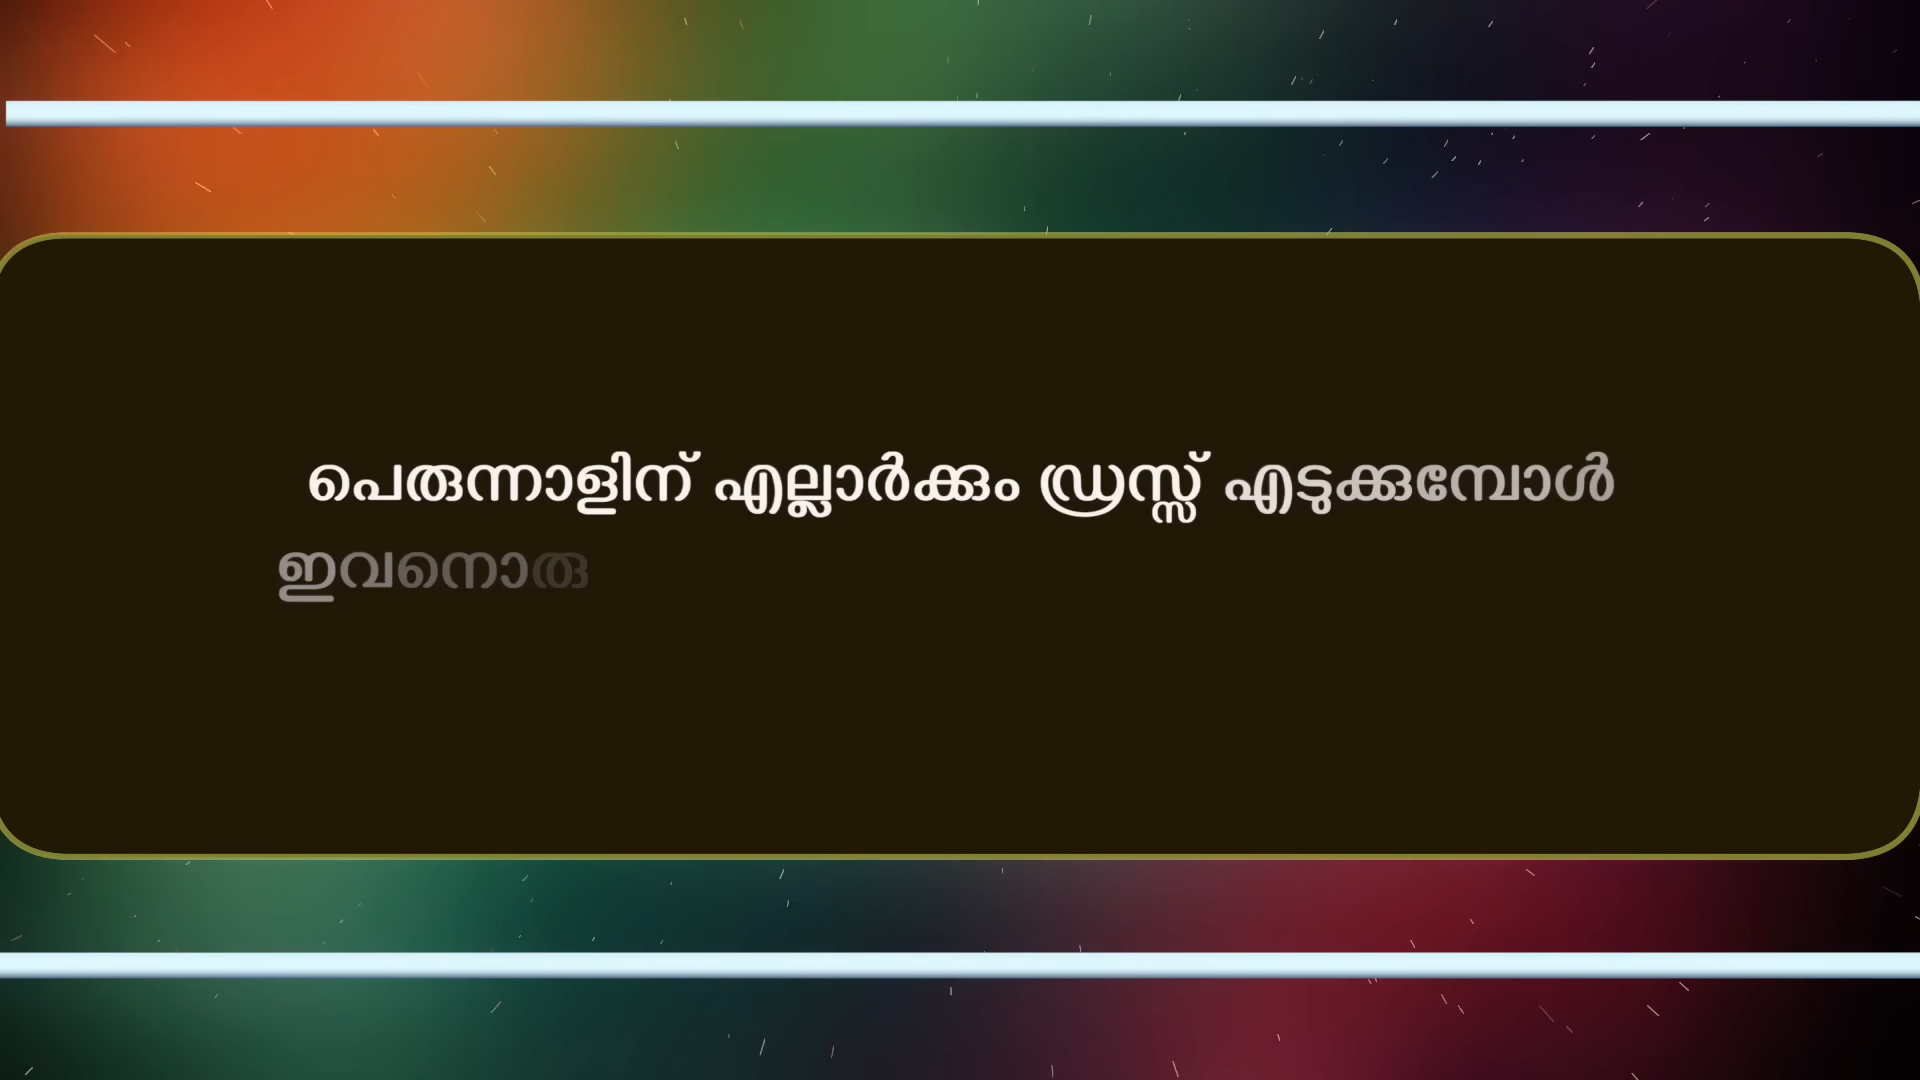 പെരുന്നാളിന് എല്ലാർക്കും ഡ്രസ്സ് എടുക്കുമ്പോൾ
ഇവനൊരു